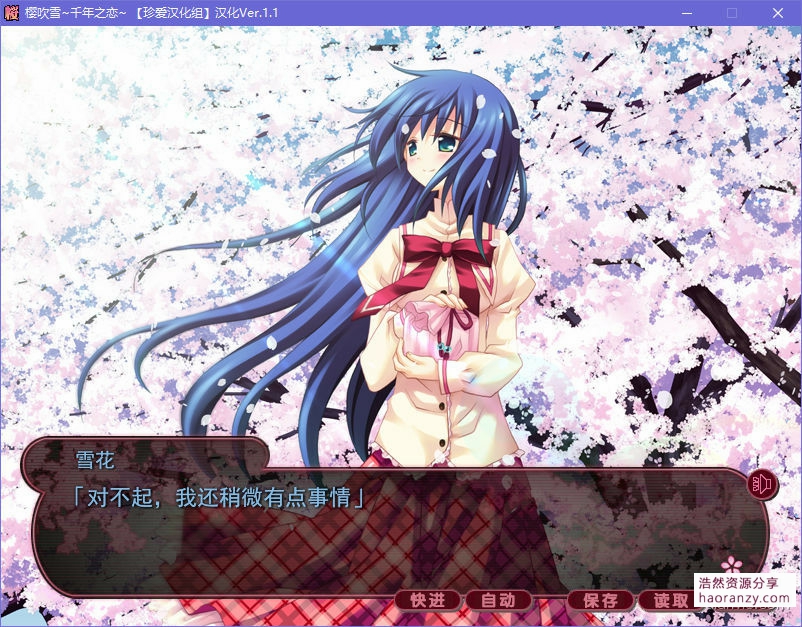 樱吹雪~千年之恋~ 【珍爱汉化组】汉化Ver.1.1
雪花
「对不起，我还稍微有点事情」
快进 自动 保存 读取
浩然资源分享
haoranzy.com